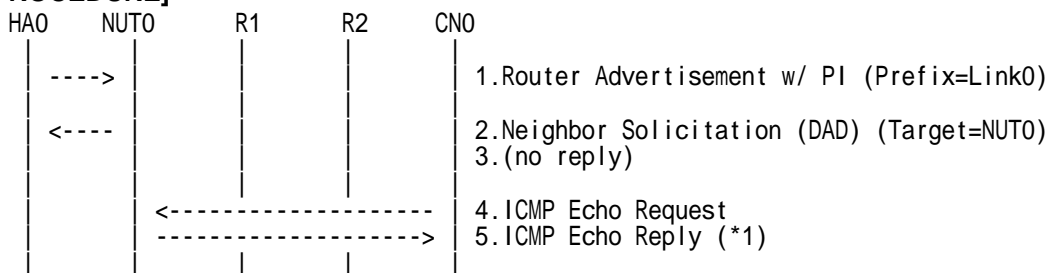 HA0 NUT0 R1 R2 CN0
1.Router Advertisement w/ PI (Prefix=Link0)
2.Neighbor Solicitation (DAD) (Target=NUT0)
3.(no reply)
4.ICMP Echo Request
5.ICMP Echo Reply (*1)